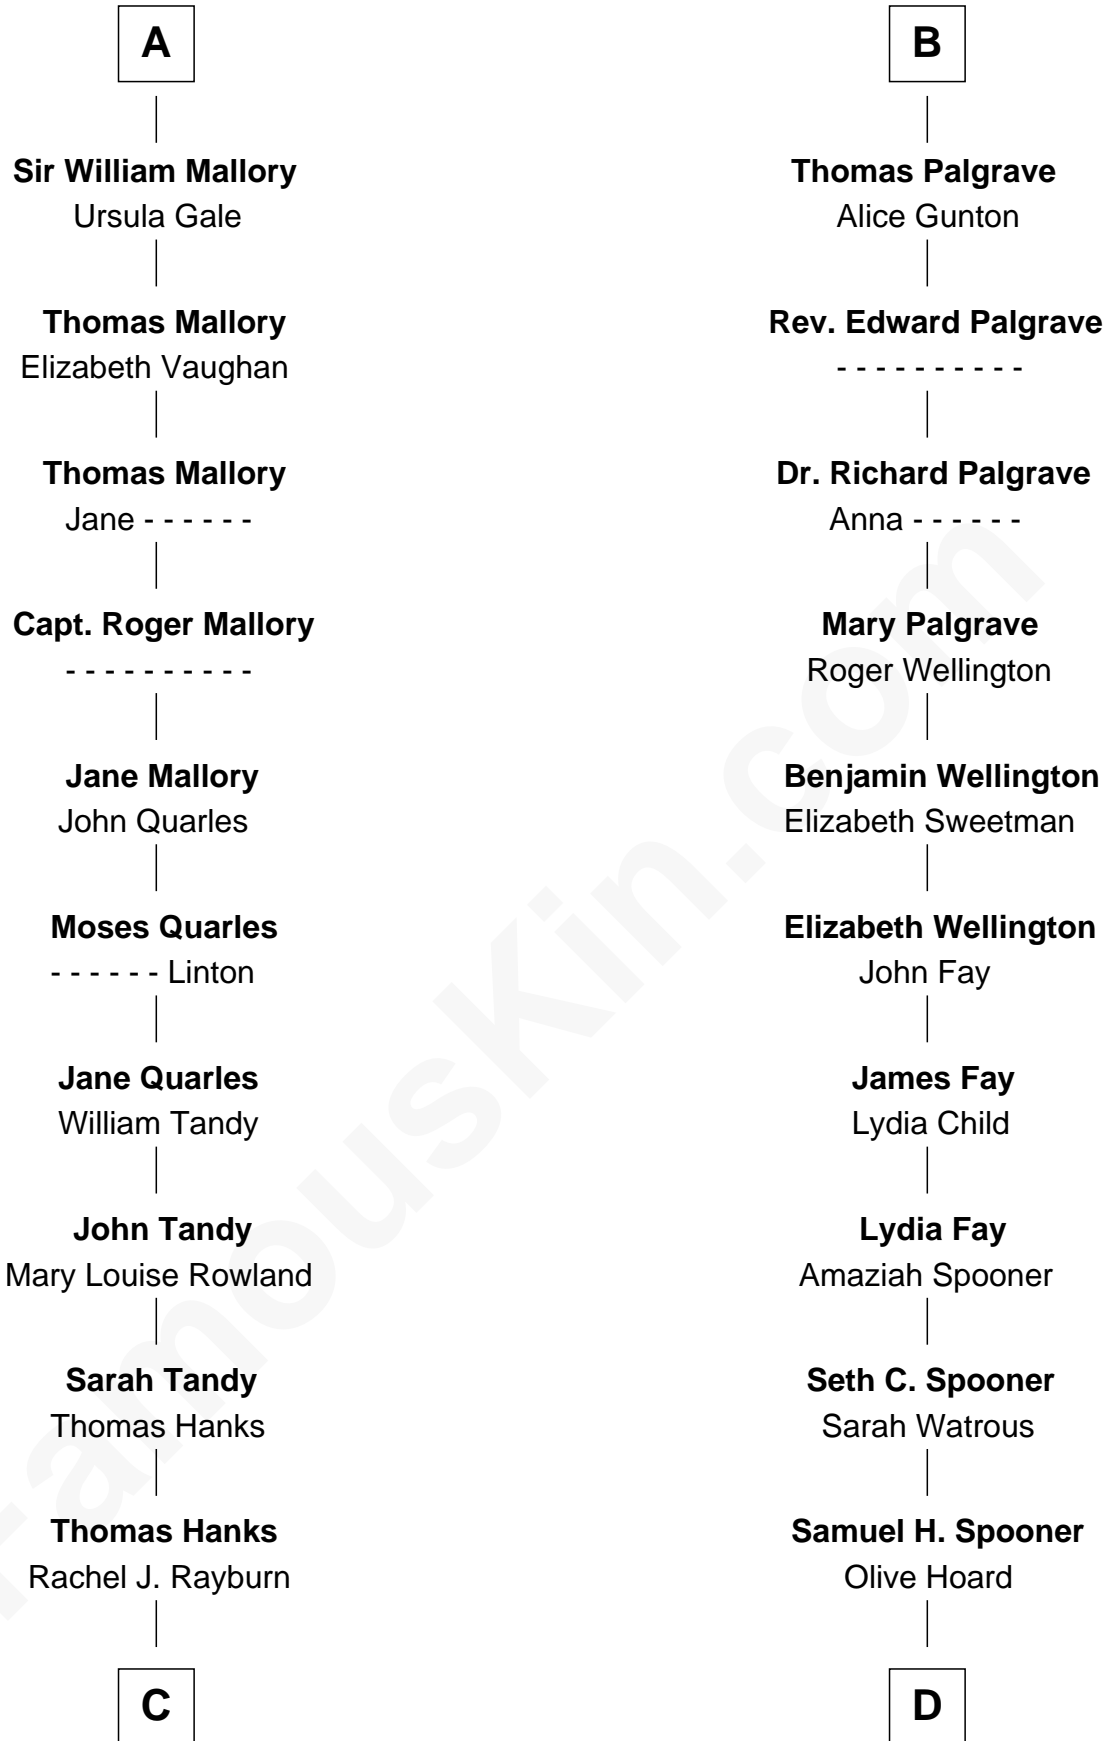 A
Sir William Mallory
Ursula Gale
Thomas Mallory
Elizabeth Vaughan
Thomas Mallory
Jane - - - - - -
Capt. Roger Mallory
- - - - - - - - - -
Jane Mallory
John Quarles
Moses Quarles
- - - - - - Linton
Jane Quarles
William Tandy
John Tandy
Mary Louise Rowland
Sarah Tandy
Thomas Hanks
Thomas Hanks
Rachel J. Rayburn
C
B
Thomas Palgrave
Alice Gunton
Rev. Edward Palgrave
- - - - - - - - - -
Dr. Richard Palgrave
Anna - - - - - -
Mary Palgrave
Roger Wellington
Benjamin Wellington
Elizabeth Sweetman
Elizabeth Wellington
John Fay
James Fay
Lydia Child
Lydia Fay
Amaziah Spooner
Seth C. Spooner
Sarah Watrous
Samuel H. Spooner
Olive Hoard
D
FamousKin.com